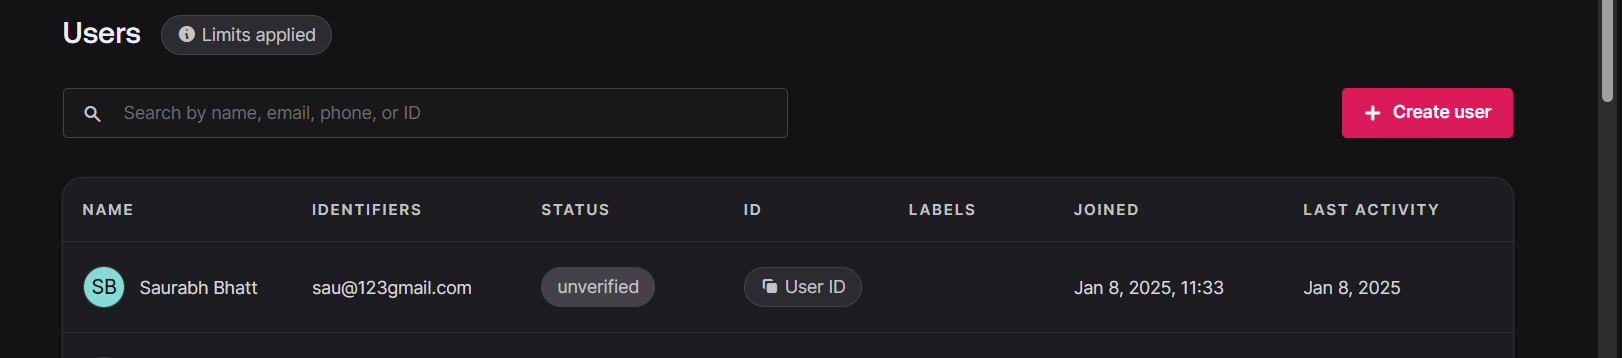 Users
Limits applied
Search by name, email, phone, or ID
Create user
NAME IDENTIFIERS STATUS ID LABELS JOINED LAST ACTIVITY
SB Saurabh Bhatt sau@123gmail.com unverified User ID Jan 8, 2025, 11:33 Jan 8, 2025